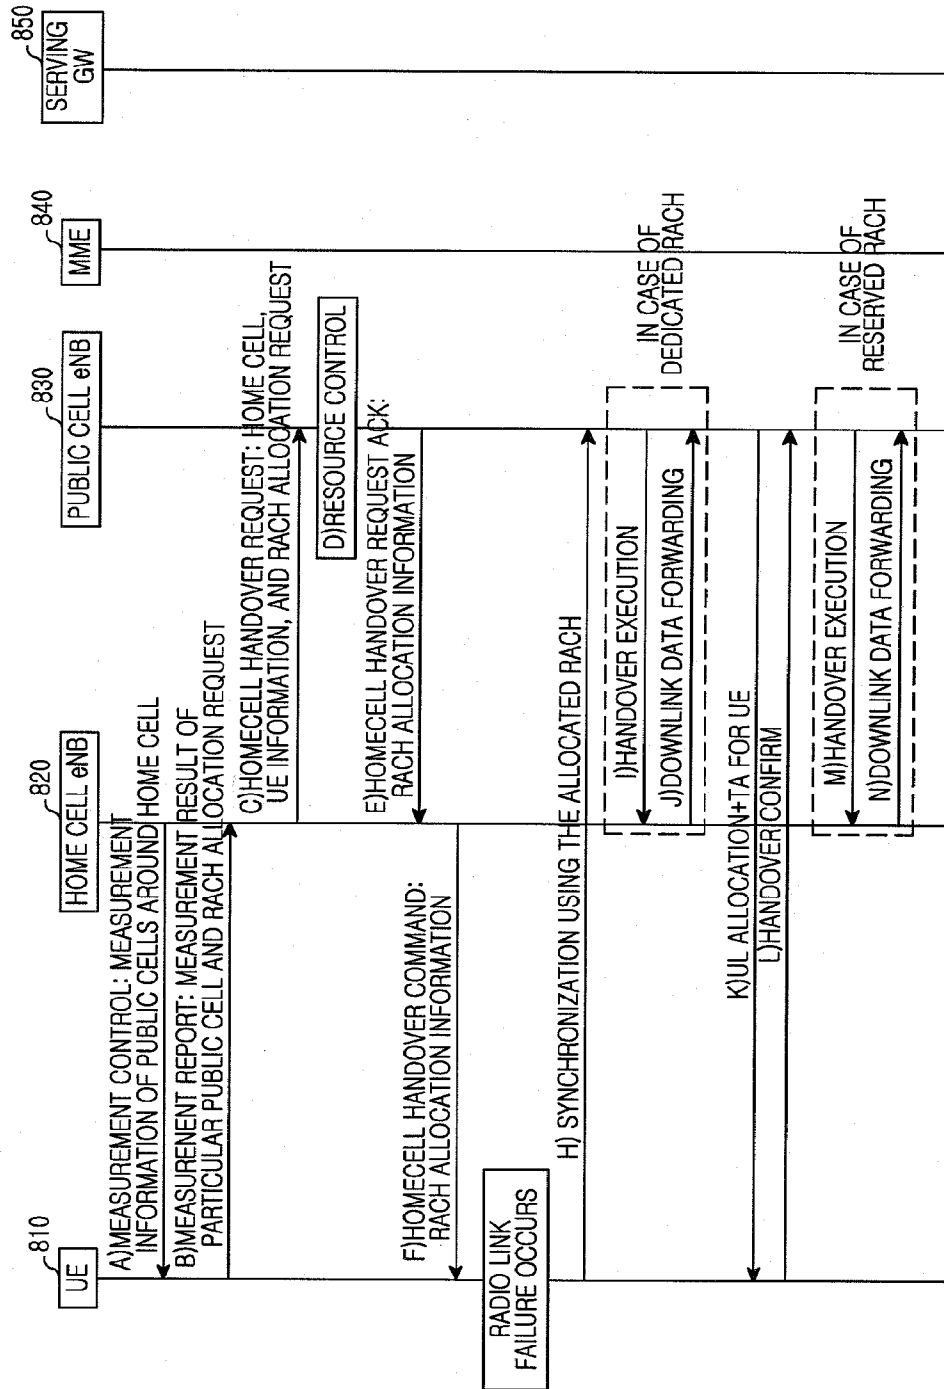 810
UE
820
HOME CELL eNB
830
PUBLIC CELL eNB
840
MME
850
SERVING
GW
A)MEASUREMENT CONTROL: MEASUREMENT
INFORMATION OF PUBLIC CELLS AROUND HOME CELL
B)MEASURENENT REPORT: MEASUREMENT RESULT OF
PARTICULAR PUBLIC CELL AND RACH ALLOCATION REQUEST
C)HOMECELL HANDOVER REQUEST: HOME CELL,
UE INFORMATION, AND RACH ALLOCATION REQUEST
D)RESOURCE CONTROL
E)HOMECELL HANDOVER REQUEST ACK:
RACH ALLOCATION INFORMATION
F)HOMECELL HANDOVER COMMAND:
RACH ALLOCATION INFORMATION
RADIO LINK
FAILURE OCCURS
H) SYNCHRONIZATION USING THE ALLOCATED RACH
I)HANDOVER EXECUTION
J)DOWNLINK DATA FORWARDING
IN CASE OF
DEDICATED RACH
K)UL ALLOCATION+TA FOR UE
L)HANDOVER CONFIRM
M)HANDOVER EXECUTION
N)DOWNLINK DATA FORWARDING
IN CASE OF
RESERVED RACH